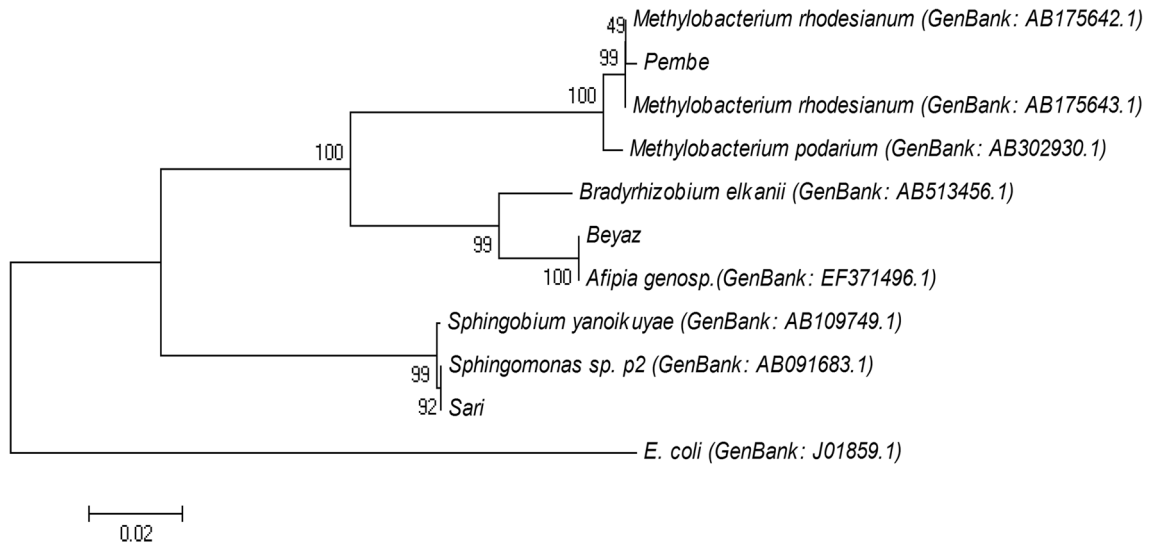 Methylobacterium rhodesianum (GenBank: AB175642.1)
49
Pembe
99
Methylobacterium rhodesianum (GenBank: AB175643.1)
100
Methylobacterium podarium (GenBank: AB302930.1)
100
Bradyrhizobium elkanii (GenBank: AB513456.1)
Beyaz
99
Afipia genosp.(GenBank: EF371496.1)
100
Sphingobium yanoikuyae (GenBank: AB109749.1)
Sphingomonas sp. p2 (GenBank: AB091683.1)
99
Sari
92
E. coli (GenBank: J01859.1)
0.02